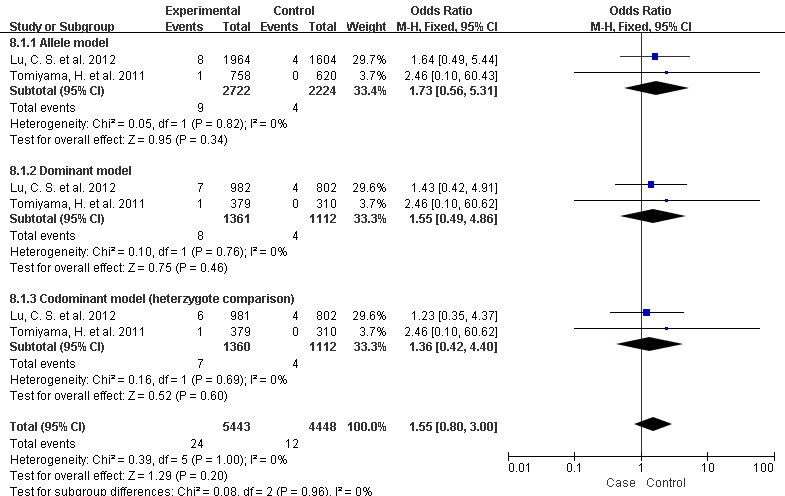 Experimental Control Odds Ratio Odds Ratio
Study or Subgroup Events Total Events Total Weight M-H, Fixed, 95% CI M-H, Fixed, 95% CI
8.1.1 Allele model
Lu, C. S. et al. 2012 8 1964 4 1604 29.7% 1.64 [0.49, 5.44]
Tomiyama, H. et al. 2011 1 758 0 620 3.7% 2.46 [0.10, 60.43]
Subtotal (95% CI) 2722 2224 33.4% 1.73 [0.56, 5.31]
Total events 9 4
Heterogeneity: Chi² = 0.05, df = 1 (P = 0.82); I² = 0%
Test for overall effect: Z = 0.95 (P = 0.34)
8.1.2 Dominant model
Lu, C. S. et al. 2012 7 982 4 802 29.6% 1.43 [0.42, 4.91]
Tomiyama, H. et al. 2011 1 379 0 310 3.7% 2.46 [0.10, 60.62]
Subtotal (95% CI) 1361 1112 33.3% 1.55 [0.49, 4.86]
Total events 8 4
Heterogeneity: Chi² = 0.10, df = 1 (P = 0.76); I² = 0%
Test for overall effect: Z = 0.75 (P = 0.46)
8.1.3 Codominant model (heterzygote comparison)
Lu, C. S. et al. 2012 6 981 4 802 29.6% 1.23 [0.35, 4.37]
Tomiyama, H. et al. 2011 1 379 0 310 3.7% 2.46 [0.10, 60.62]
Subtotal (95% CI) 1360 1112 33.3% 1.36 [0.42, 4.40]
Total events 7 4
Heterogeneity: Chi² = 0.16, df = 1 (P = 0.69); I² = 0%
Test for overall effect: Z = 0.52 (P = 0.60)
Total (95% CI) 5443 4448 100.0% 1.55 [0.80, 3.00]
Total events 24 12
Heterogeneity: Chi² = 0.39, df = 5 (P = 1.00); I² = 0%
Test for overall effect: Z = 1.29 (P = 0.20)
Test for subgroup differences: Chi² = 0.08, df = 2 (P = 0.96), I² = 0%
0.01 0.1 1 10 100
Case Control